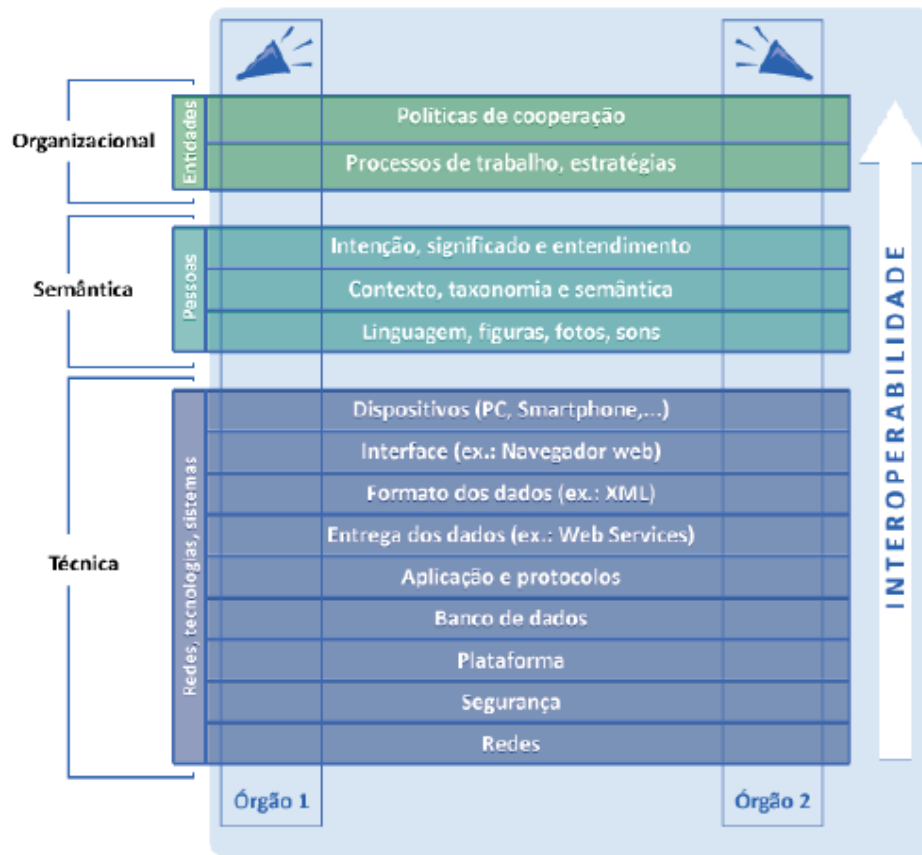 Organizacional
Entidades
Políticas de cooperação
Processos de trabalho, estratégias
Semântica
Pessoas
Intenção, significado e entendimento
Contexto, taxonomia e semântica
Linguagem, figuras, fotos, sons
Técnica
Redes, tecnologias, sistemas
Dispositivos (PC, Smartphone,...)
Interface (ex.: Navegador web)
Formato dos dados (ex.: XML)
Entrega dos dados (ex.: Web Services)
Aplicação e protocolos
Banco de dados
Plataforma
Segurança
Redes
Órgão 1
Órgão 2
INTEROPERABILIDADE